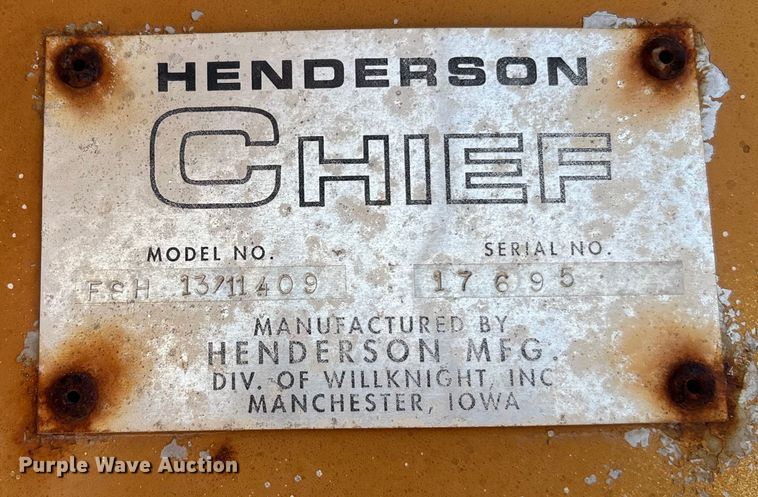 HENDERSON
CHIEF
MODEL NO. SERIAL NO.
FSH 13/11409 17695
MANUFACTURED BY
HENDERSON MFG.
DIV. OF WILLKNIGHT, INC
MANCHESTER, IOWA
Purple Wave Auction